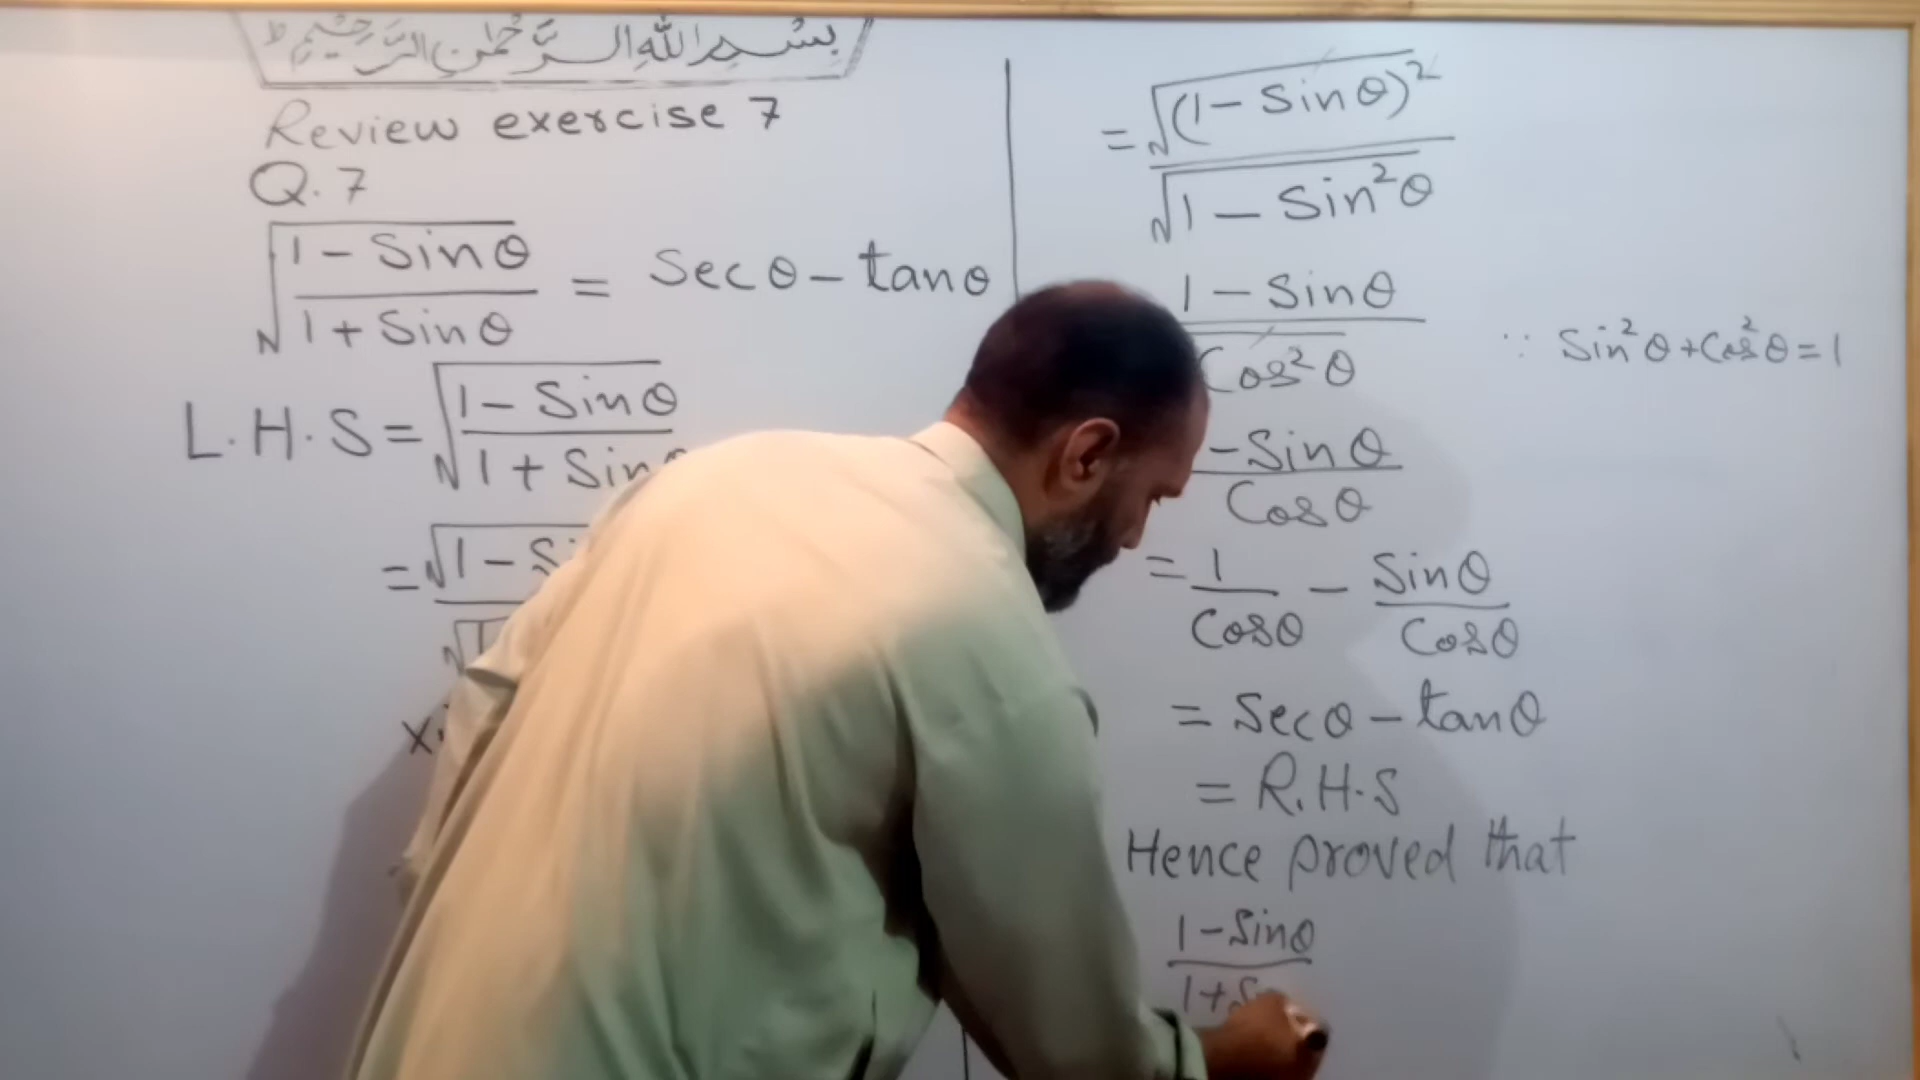 بسم الله الرحمن الرحيم
Review exercise 7
Q.7
√((1 - Sinθ)/(1 + Sinθ)) = Secθ - tanθ
L.H.S = √((1 - Sinθ)/(1 + Sin
= √1 - Si
√1
x.
= √(1 - Sinθ)²
√1 - Sin²θ
1 - Sinθ
Cos²θ
∵ Sin²θ + Cos²θ = 1
- Sinθ
Cosθ
= 1/Cosθ - Sinθ/Cosθ
= Secθ - tanθ
= R.H.S
Hence proved that
1 - Sinθ
1 + S